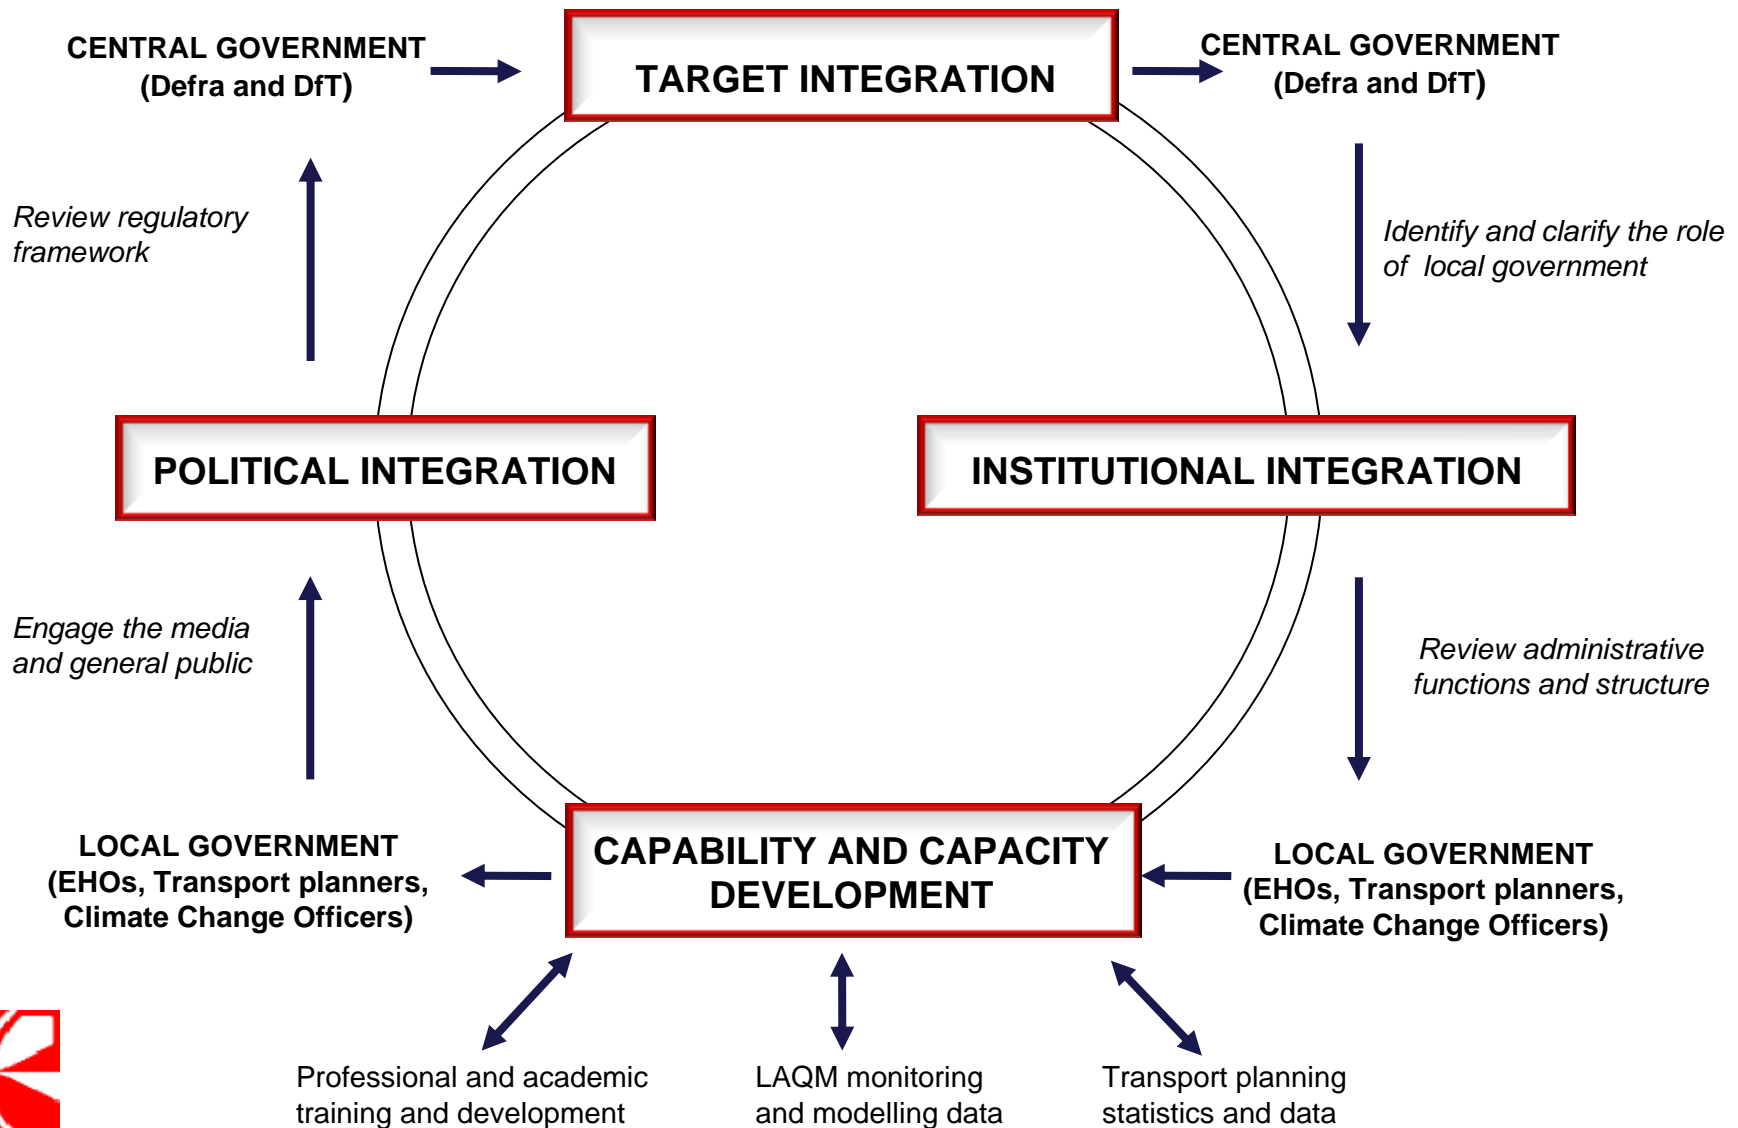 CENTRAL GOVERNMENT
(Defra and DfT)
TARGET INTEGRATION
CENTRAL GOVERNMENT
(Defra and DfT)
Review regulatory
framework
Identify and clarify the role
of local government
POLITICAL INTEGRATION
INSTITUTIONAL INTEGRATION
Engage the media
and general public
Review administrative
functions and structure
LOCAL GOVERNMENT
(EHOs, Transport planners,
Climate Change Officers)
CAPABILITY AND CAPACITY
DEVELOPMENT
LOCAL GOVERNMENT
(EHOs, Transport planners,
Climate Change Officers)
Professional and academic
training and development
LAQM monitoring
and modelling data
Transport planning
statistics and data